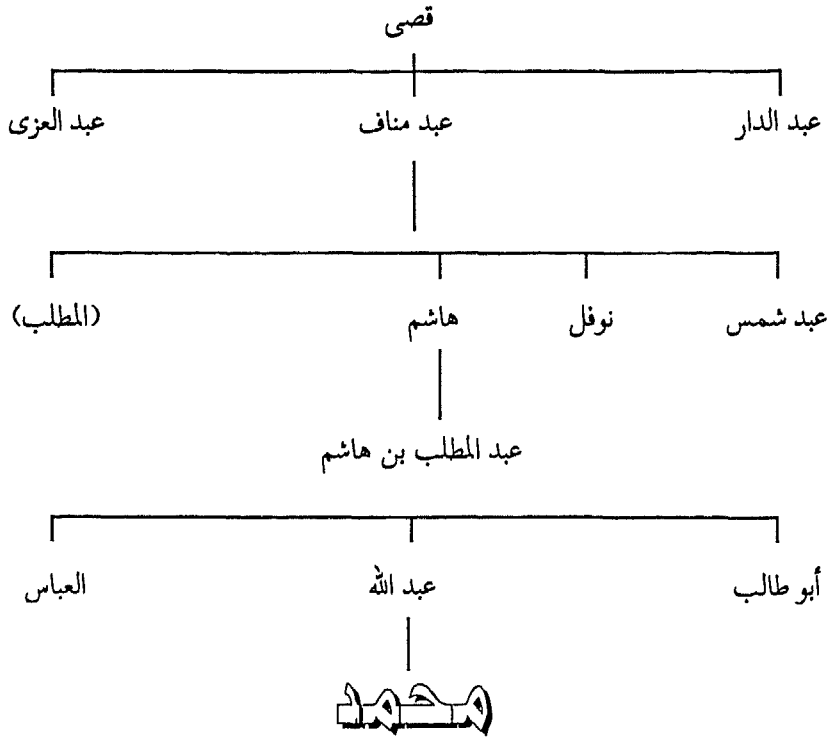 قصى
عبد الدار عبد مناف عبد العزى
عبد شمس نوفل هاشم (المطلب)
عبد المطلب بن هاشم
أبو طالب عبد الله العباس
محمد